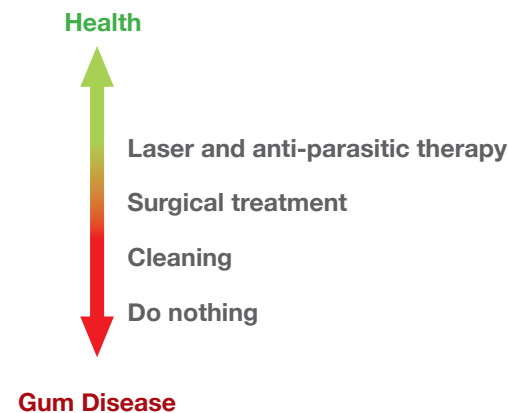 Health
Laser and anti-parasitic therapy
Surgical treatment
Cleaning
Do nothing
Gum Disease